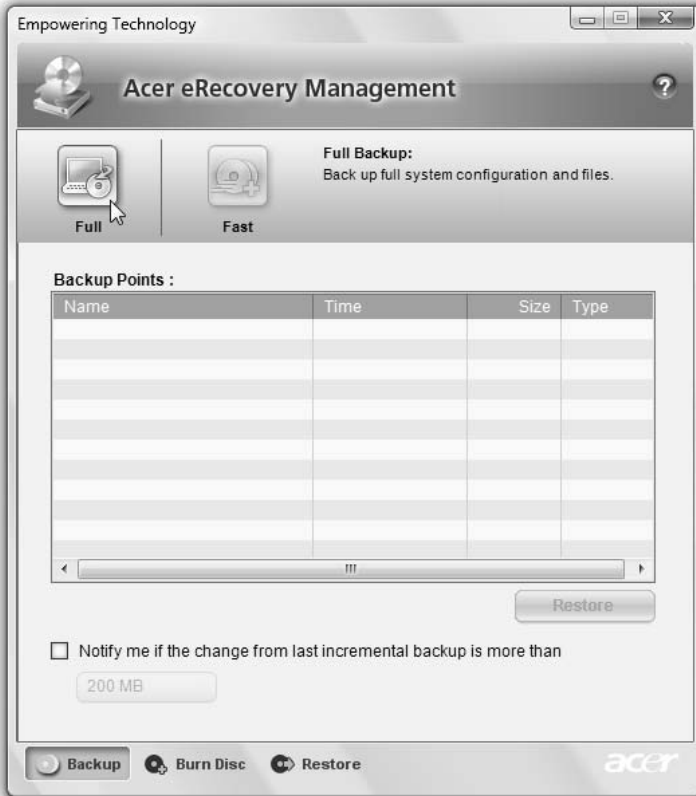 Empowering Technology
Acer eRecovery Management
?
Full Backup:
Back up full system configuration and files.
Full
Fast
Backup Points :
Name Time Size Type
Restore
Notify me if the change from last incremental backup is more than
200 MB
Backup Burn Disc Restore
acer